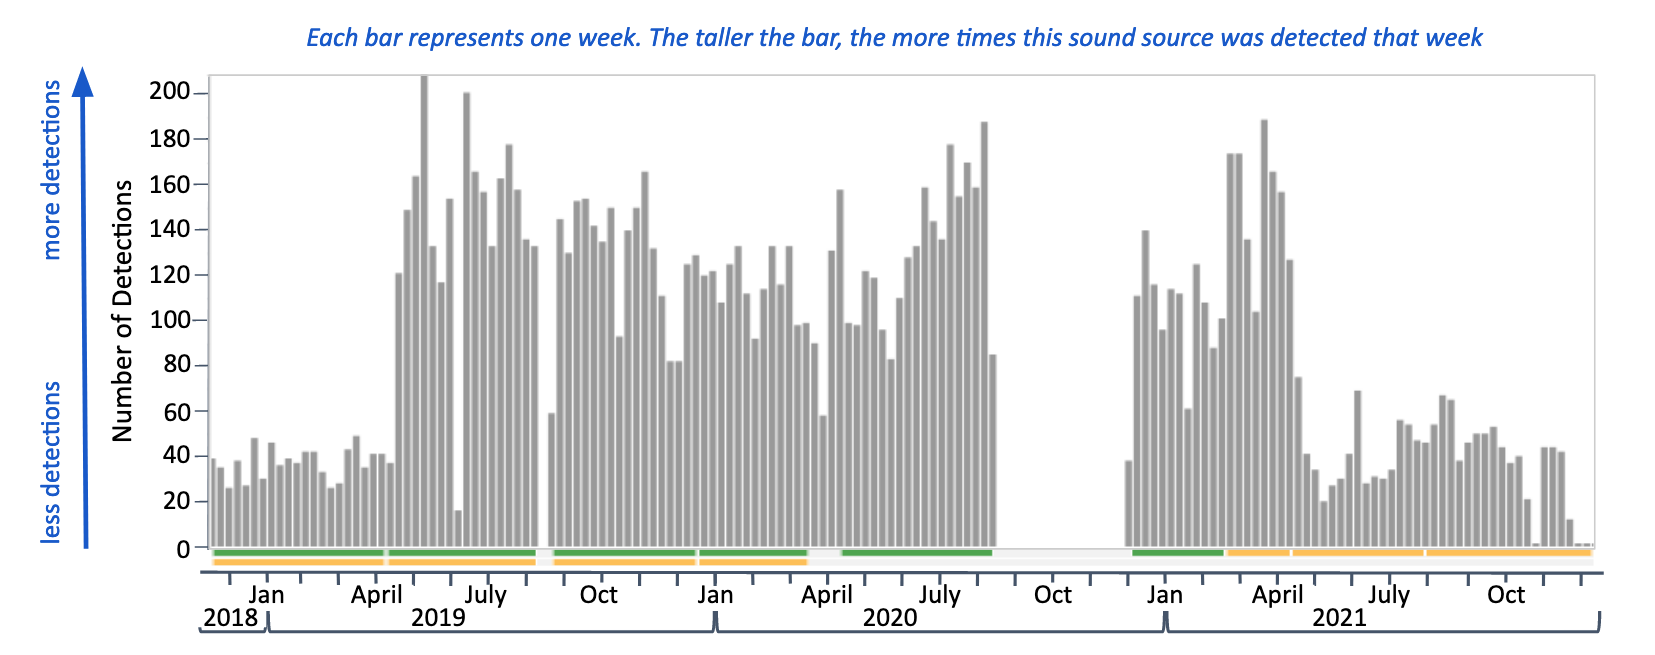 Each bar represents one week. The taller the bar, the more times this sound source was detected that week
more detections
less detections
Number of Detections
200
180
160
140
120
100
80
60
40
20
0
Jan April July Oct Jan April July Oct Jan April July Oct
2018 2019 2020 2021